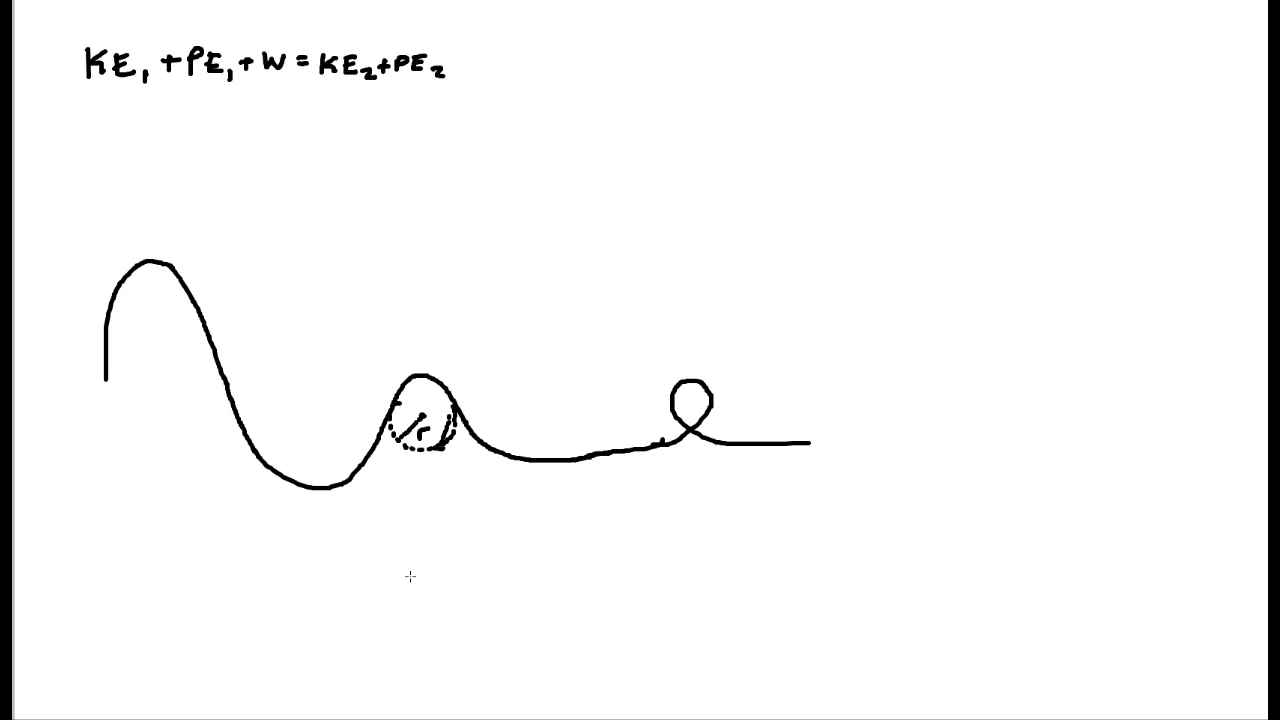 KE₁ + PE₁ + W = KE₂ + PE₂
r